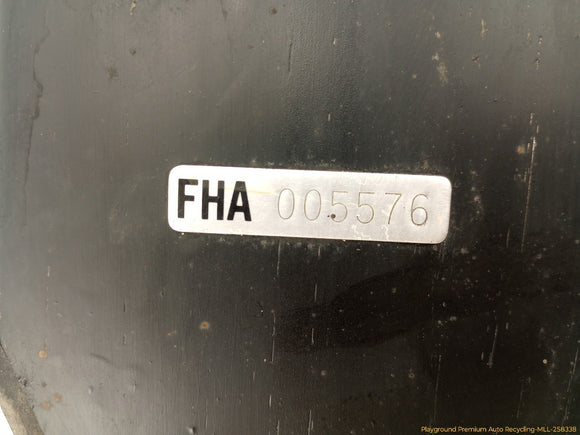 FHA 005576
Playground Premium Auto Recycling-MLL-258338